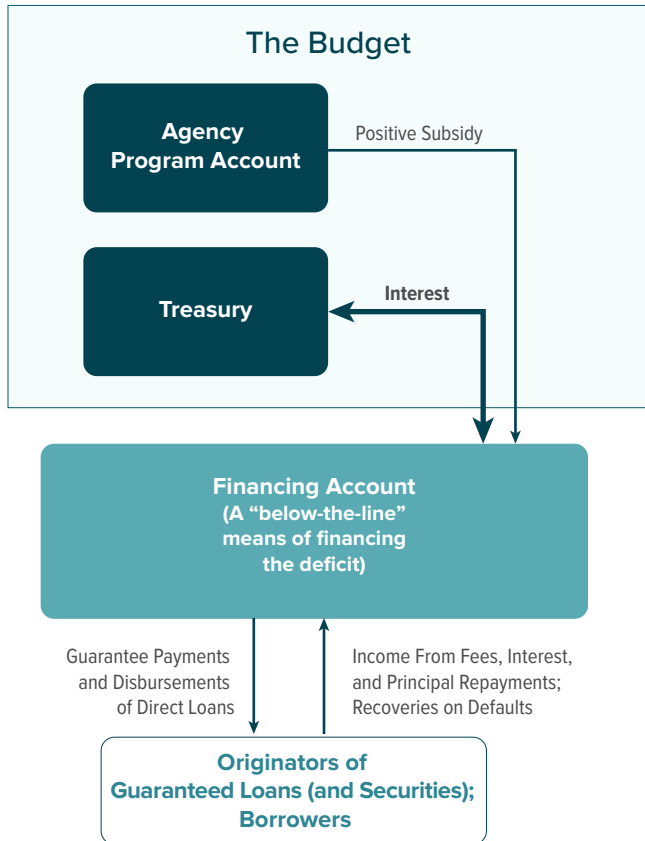 The Budget
Agency
Program Account
Positive Subsidy
Treasury
Interest
Financing Account
(A “below-the-line”
means of financing
the deficit)
Guarantee Payments
and Disbursements
of Direct Loans
Income From Fees, Interest,
and Principal Repayments;
Recoveries on Defaults
Originators of
Guaranteed Loans (and Securities);
Borrowers